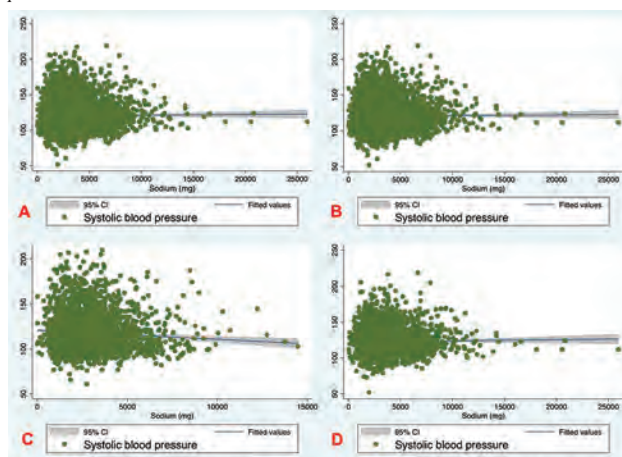 250
200
150
100
50
0 5000 10000 15000 20000 25000
Sodium (mg)
95% CI Fitted values
A Systolic blood pressure
250
200
150
100
50
0 5000 10000 15000 20000 25000
Sodium (mg)
95% CI Fitted values
B Systolic blood pressure
200
150
100
50
0 5000 10000 15000
Sodium (mg)
95% CI Fitted values
C Systolic blood pressure
250
200
150
100
50
0 5000 10000 15000 20000 25000
Sodium (mg)
95% CI Fitted values
D Systolic blood pressure